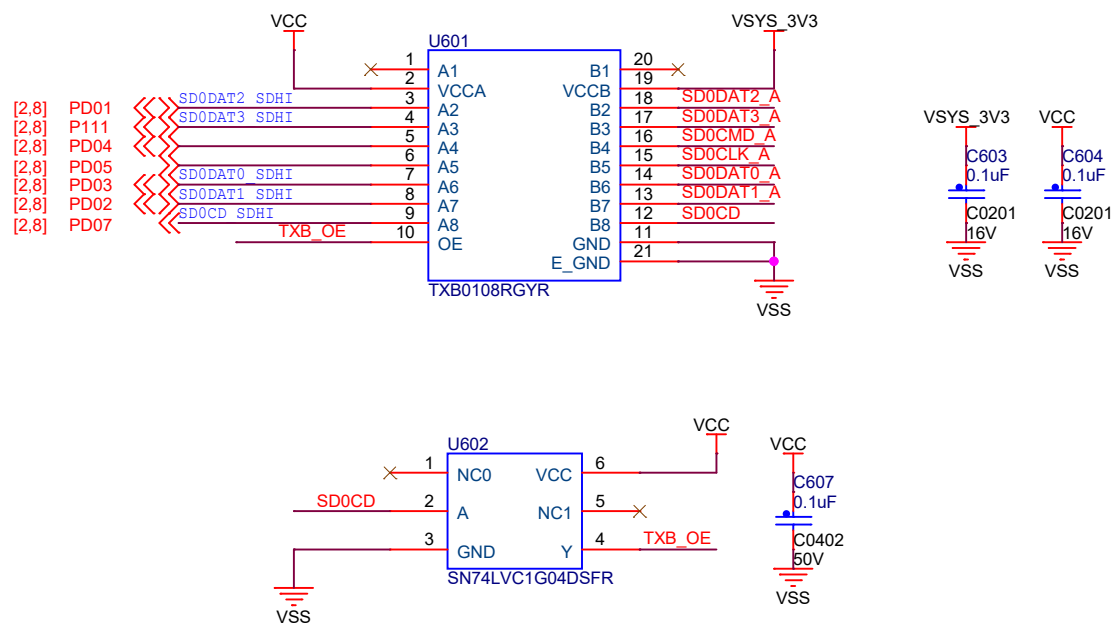 VCC
VSYS_3V3
U601
1 A1 B1 20
2 VCCA VCCB 19
[2,8] PD01 SD0DAT2_SDHI 3 A2 B2 18 SD0DAT2_A
[2,8] P111 SD0DAT3_SDHI 4 A3 B3 17 SD0DAT3_A
[2,8] PD04 5 A4 B4 16 SD0CMD_A
[2,8] PD05 6 A5 B5 15 SD0CLK_A
[2,8] PD03 SD0DAT0_SDHI 7 A6 B6 14 SD0DAT0_A
[2,8] PD02 SD0DAT1_SDHI 8 A7 B7 13 SD0DAT1_A
[2,8] PD07 SD0CD_SDHI 9 A8 B8 12 SD0CD
TXB_OE 10 OE GND 11
E_GND 21
TXB0108RGYR
VSS
VSYS_3V3
C603
0.1uF
C0201
16V
VSS
VCC
C604
0.1uF
C0201
16V
VSS
U602
VCC
1 NC0 VCC 6
SD0CD 2 A NC1 5
3 GND Y 4 TXB_OE
SN74LVC1G04DSFR
VSS
VCC
C607
0.1uF
C0402
50V
VSS